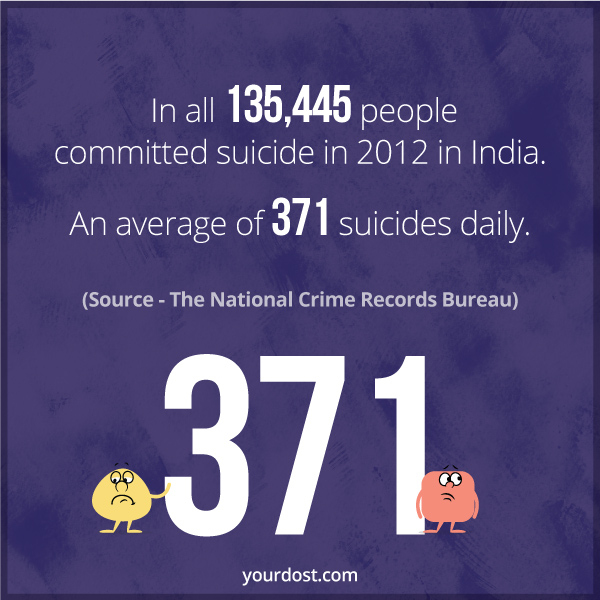 In all 135,445 people
committed suicide in 2012 in India.
An average of 371 suicides daily.
(Source - The National Crime Records Bureau)
371
yourdost.com